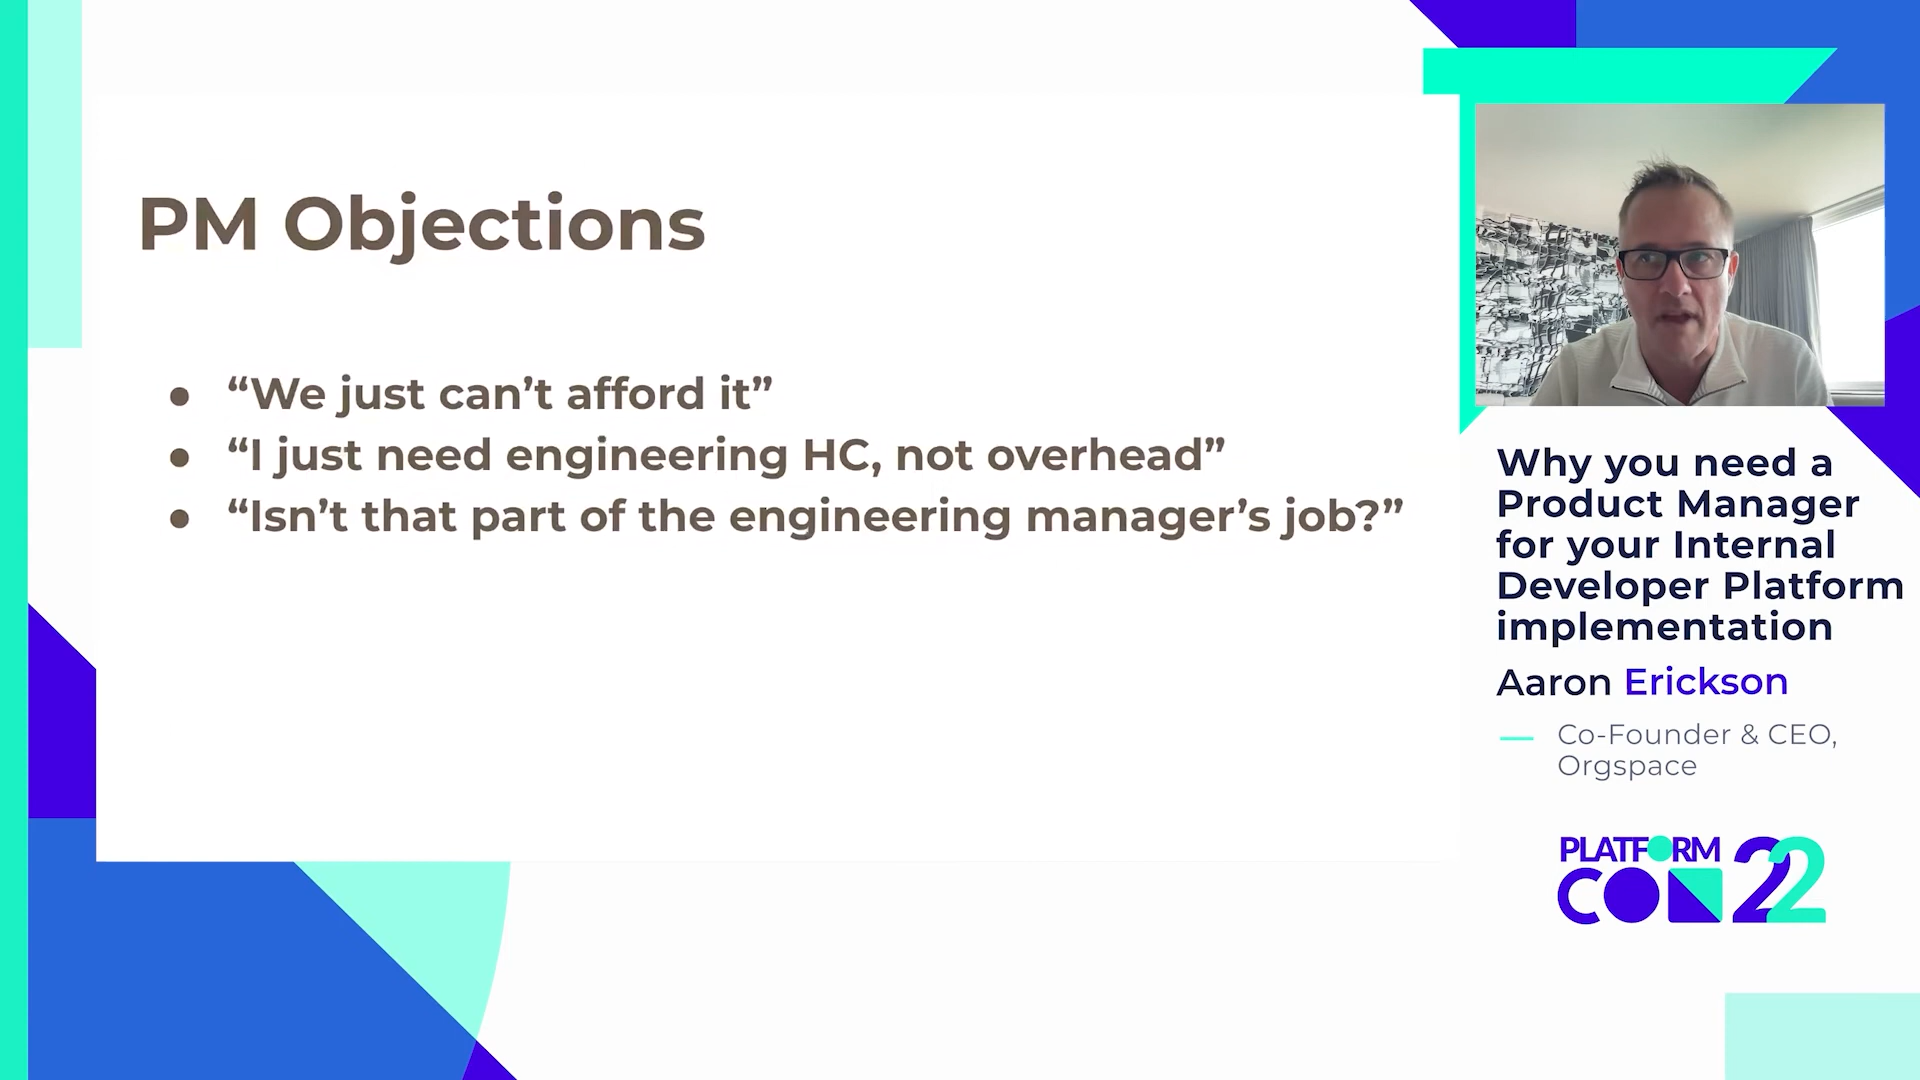 PM Objections
● “We just can’t afford it”
● “I just need engineering HC, not overhead”
● “Isn’t that part of the engineering manager’s job?”
Why you need a
Product Manager
for your Internal
Developer Platform
implementation
Aaron Erickson
— Co-Founder & CEO,
Orgspace
PLATFORM
CON 22